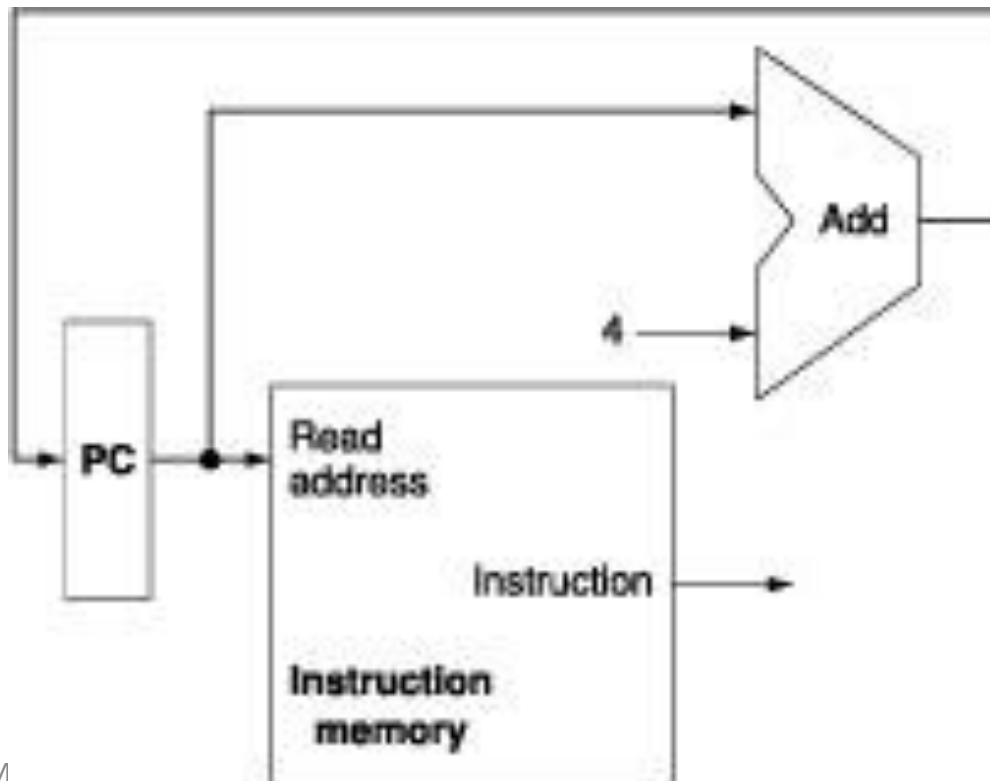 Add
4
PC
Read
address
Instruction
Instruction
memory
M